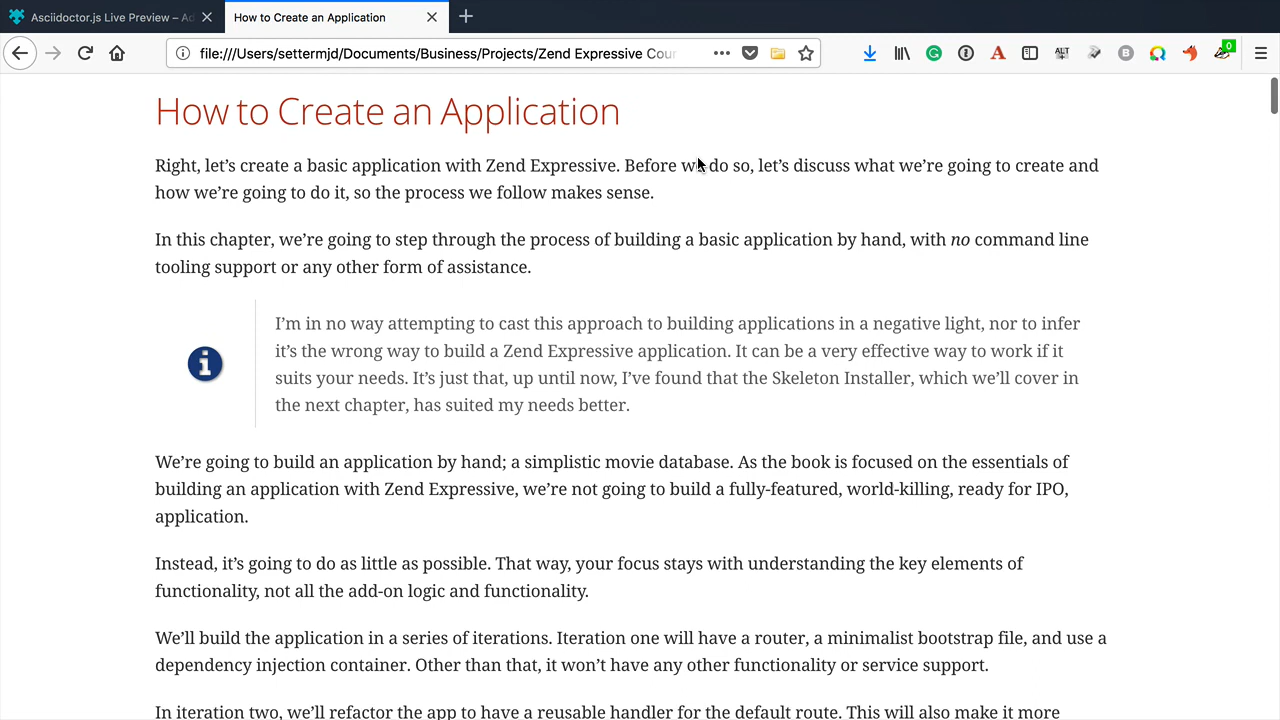 Asciidoctor.js Live Preview – Ad
How to Create an Application
file:///Users/settermjd/Documents/Business/Projects/Zend Expressive Cour
ALT
B
0
How to Create an Application
Right, let’s create a basic application with Zend Expressive. Before we do so, let’s discuss what we’re going to create and
how we’re going to do it, so the process we follow makes sense.
In this chapter, we’re going to step through the process of building a basic application by hand, with no command line
tooling support or any other form of assistance.
I’m in no way attempting to cast this approach to building applications in a negative light, nor to infer
it’s the wrong way to build a Zend Expressive application. It can be a very effective way to work if it
suits your needs. It’s just that, up until now, I’ve found that the Skeleton Installer, which we’ll cover in
the next chapter, has suited my needs better.
We’re going to build an application by hand; a simplistic movie database. As the book is focused on the essentials of
building an application with Zend Expressive, we’re not going to build a fully-featured, world-killing, ready for IPO,
application.
Instead, it’s going to do as little as possible. That way, your focus stays with understanding the key elements of
functionality, not all the add-on logic and functionality.
We’ll build the application in a series of iterations. Iteration one will have a router, a minimalist bootstrap file, and use a
dependency injection container. Other than that, it won’t have any other functionality or service support.
In iteration two, we’ll refactor the app to have a reusable handler for the default route. This will also make it more